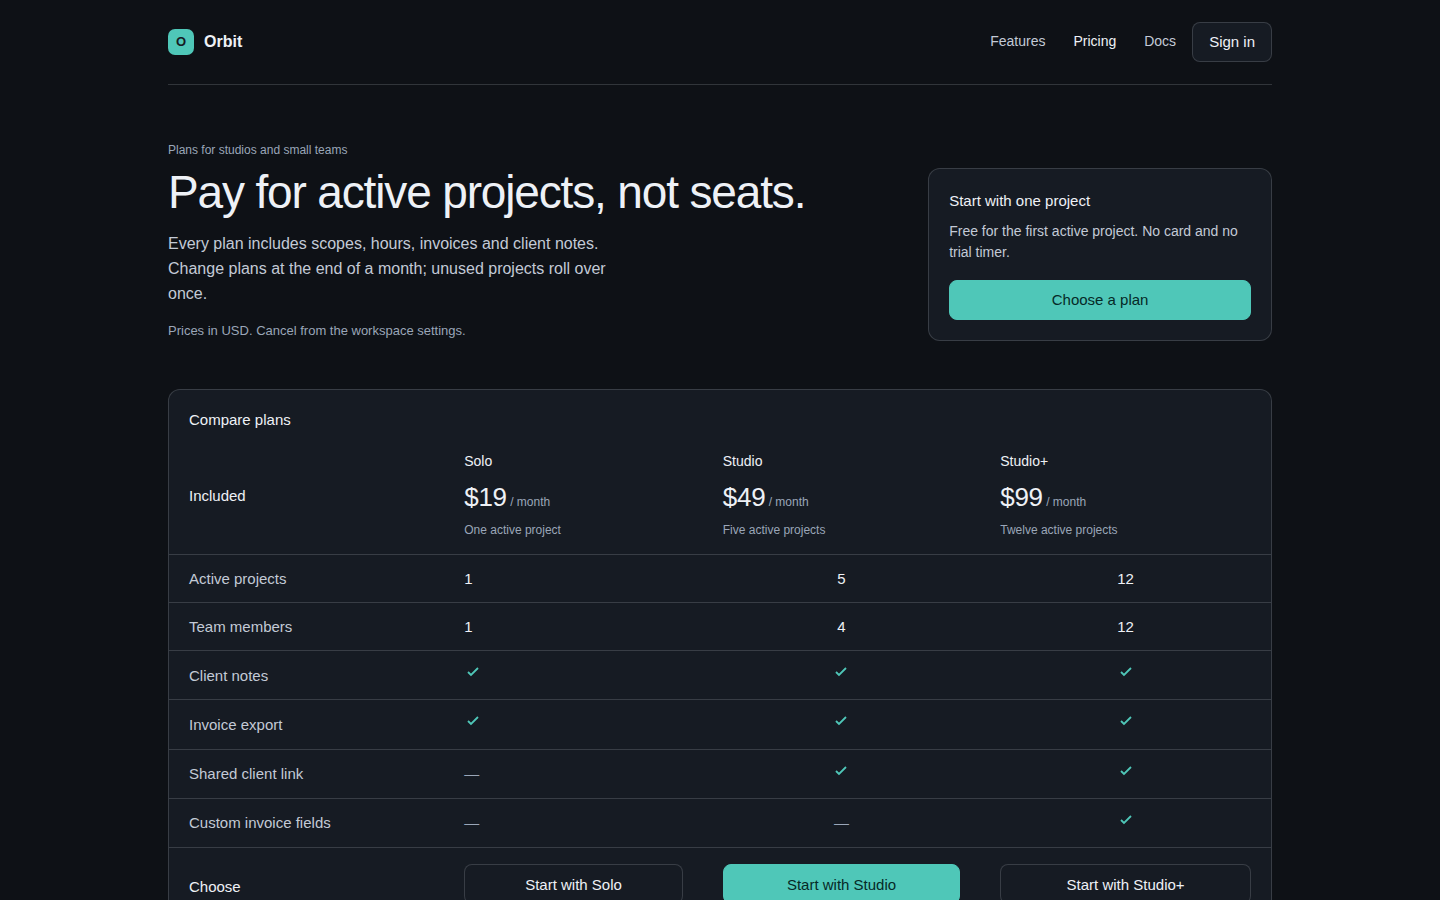 O Orbit
Features Pricing Docs Sign in
Plans for studios and small teams
Pay for active projects, not seats.
Every plan includes scopes, hours, invoices and client notes.
Change plans at the end of a month; unused projects roll over
once.
Prices in USD. Cancel from the workspace settings.
Start with one project
Free for the first active project. No card and no
trial timer.
Choose a plan
Compare plans
Included
Solo
$19 / month
One active project
Studio
$49 / month
Five active projects
Studio+
$99 / month
Twelve active projects
Active projects 1 5 12
Team members 1 4 12
Client notes ✓ ✓ ✓
Invoice export ✓ ✓ ✓
Shared client link — ✓ ✓
Custom invoice fields — — ✓
Choose Start with Solo Start with Studio Start with Studio+